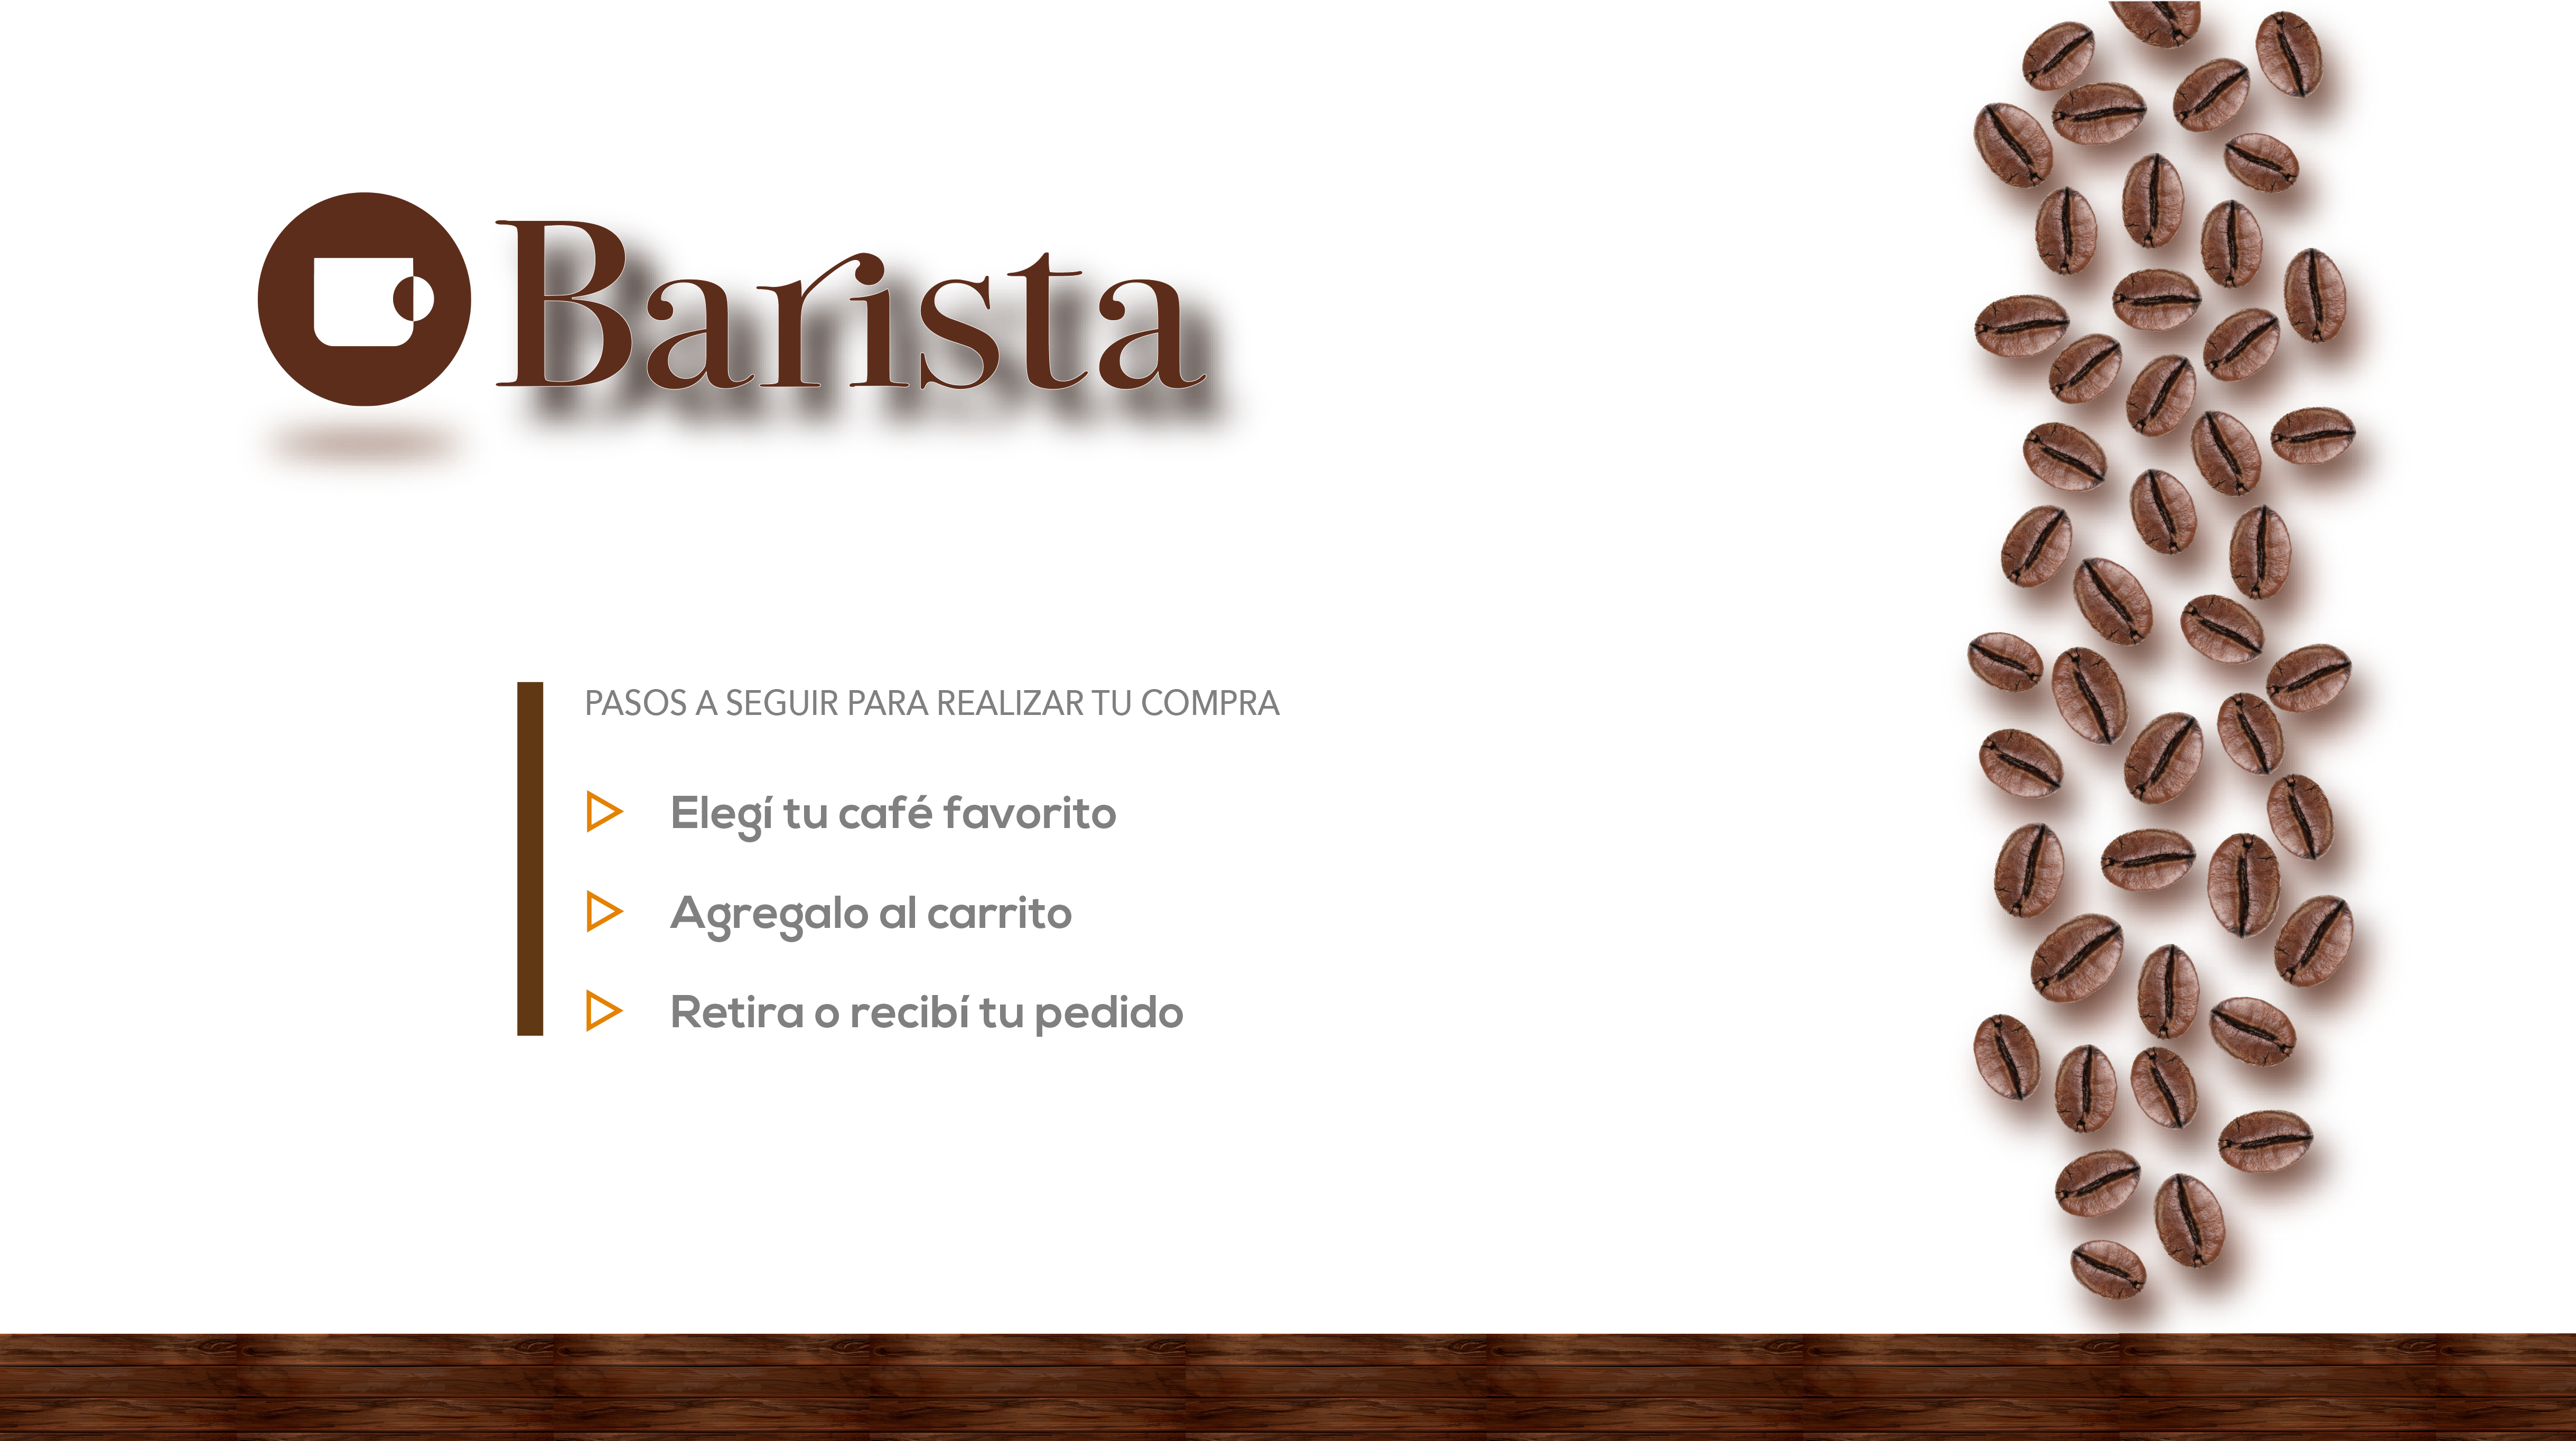 Barista
PASOS A SEGUIR PARA REALIZAR TU COMPRA
Elegí tu café favorito
Agregalo al carrito
Retira o recibí tu pedido